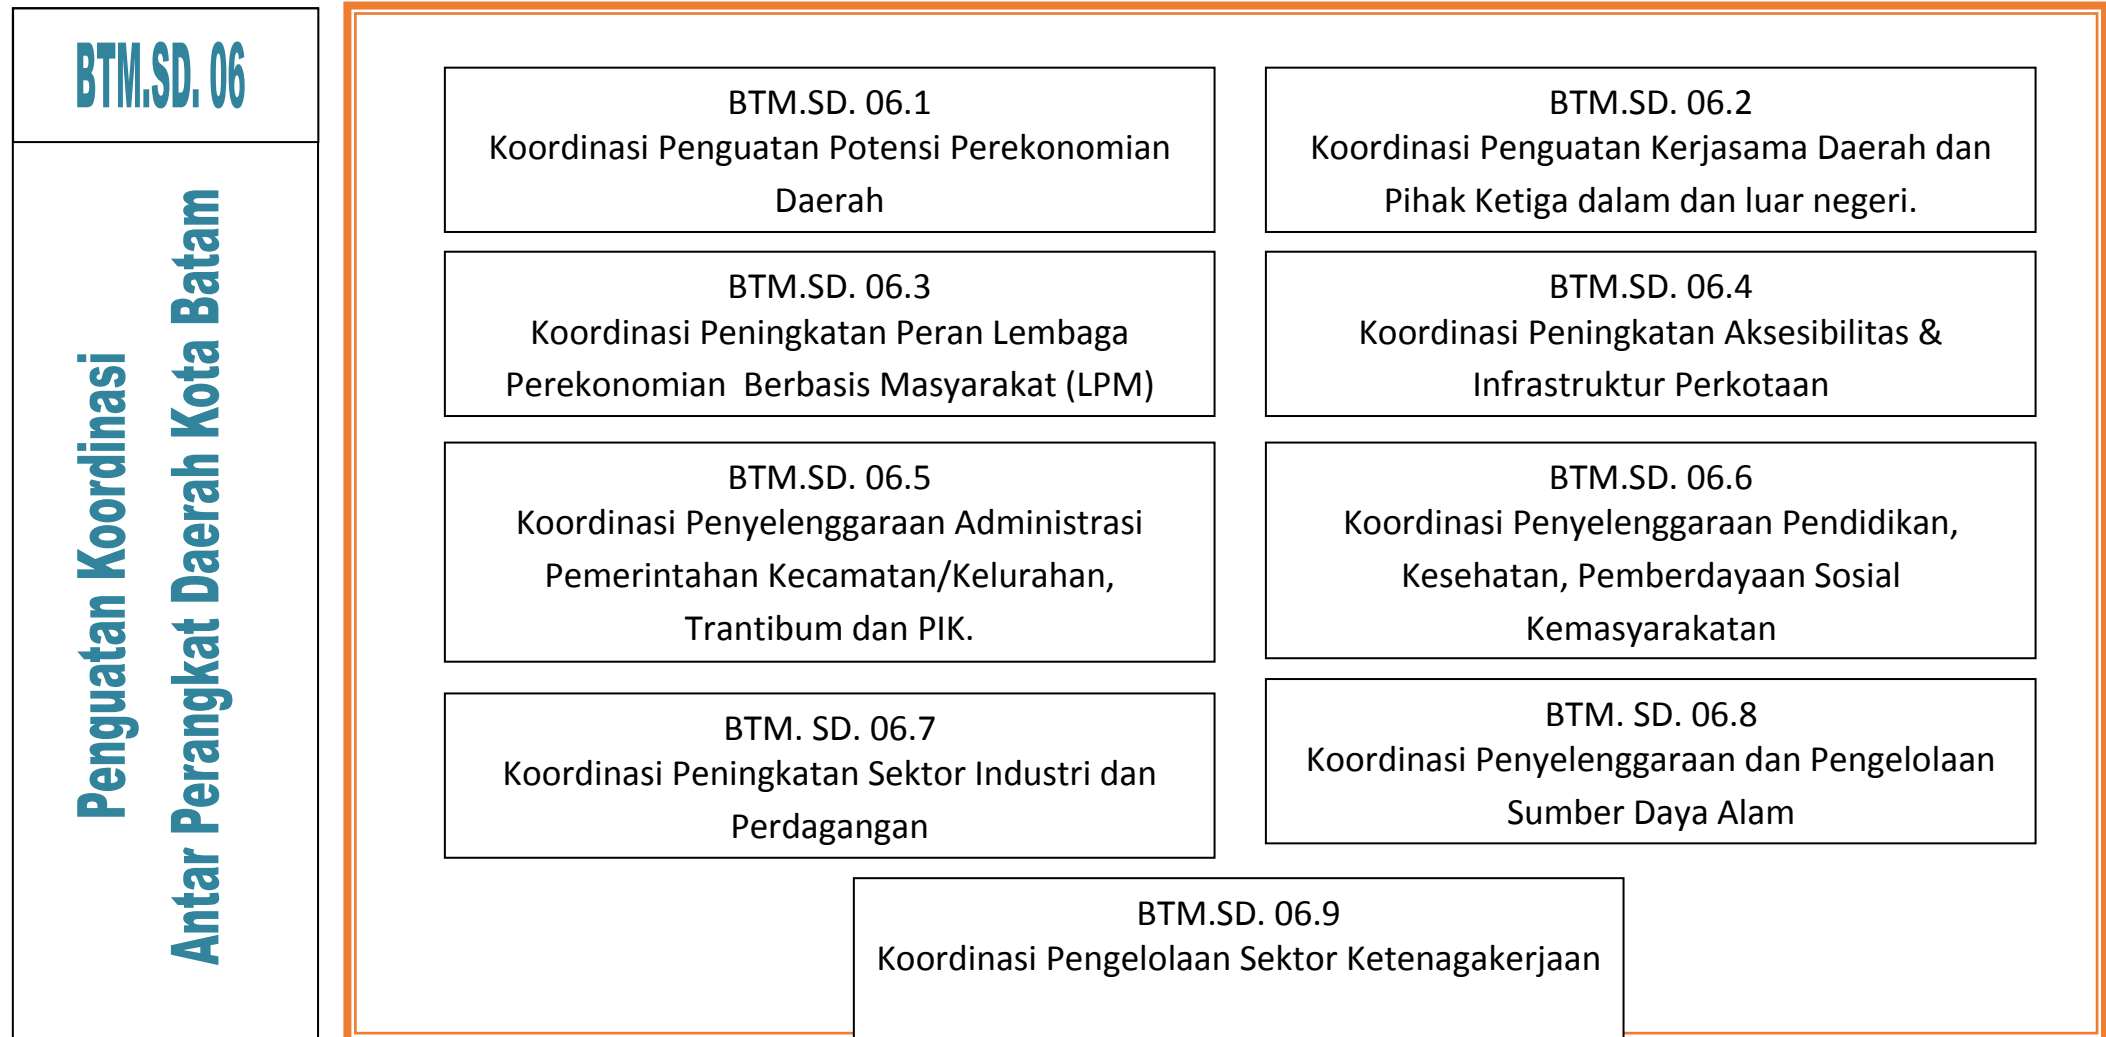 BTM.SD. 06
Penguatan Koordinasi
Antar Perangkat Daerah Kota Batam
BTM.SD. 06.1
Koordinasi Penguatan Potensi Perekonomian
Daerah
BTM.SD. 06.2
Koordinasi Penguatan Kerjasama Daerah dan
Pihak Ketiga dalam dan luar negeri.
BTM.SD. 06.3
Koordinasi Peningkatan Peran Lembaga
Perekonomian  Berbasis Masyarakat (LPM)
BTM.SD. 06.4
Koordinasi Peningkatan Aksesibilitas &
Infrastruktur Perkotaan
BTM.SD. 06.5
Koordinasi Penyelenggaraan Administrasi
Pemerintahan Kecamatan/Kelurahan,
Trantibum dan PIK.
BTM.SD. 06.6
Koordinasi Penyelenggaraan Pendidikan,
Kesehatan, Pemberdayaan Sosial
Kemasyarakatan
BTM. SD. 06.7
Koordinasi Peningkatan Sektor Industri dan
Perdagangan
BTM. SD. 06.8
Koordinasi Penyelenggaraan dan Pengelolaan
Sumber Daya Alam
BTM.SD. 06.9
Koordinasi Pengelolaan Sektor Ketenagakerjaan